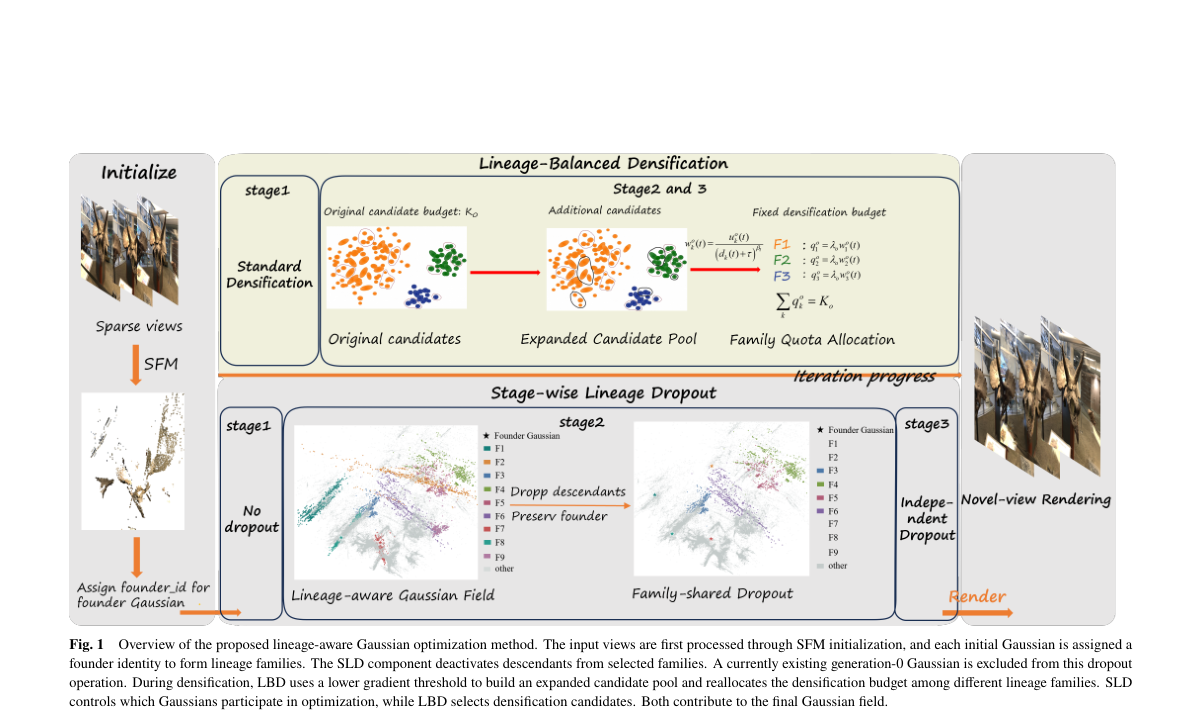 Initialize
Sparse views
SFM
Assign founder_id for
founder Gaussian
Lineage-Balanced Densification
stage1
Standard
Densification
Stage2 and 3
Original candidate budget: K_o
Additional candidates
Fixed densification budget
F1 : q₁ᵒ = λₒw₁ᵒ(t)
F2 : q₂ᵒ = λₒw₂ᵒ(t)
F3 : q₃ᵒ = λₒw₃ᵒ(t)
∑ₖ qₖᵒ = Kₒ
Original candidates
Expanded Candidate Pool
Family Quota Allocation
Iteration progress
Stage-wise Lineage Dropout
stage1
No
dropout
stage2
★ Founder Gaussian
F1
F2
F3
F4
F5
F6
F7
F8
F9
other
Dropp descendants
Preserv founder
★ Founder Gaussian
F1
F2
F3
F4
F5
F6
F7
F8
F9
other
Lineage-aware Gaussian Field
Family-shared Dropout
stage3
Indepe-
ndent
Dropout
Novel-view Rendering
Render
Fig. 1 Overview of the proposed lineage-aware Gaussian optimization method. The input views are first processed through SFM initialization, and each initial Gaussian is assigned a
founder identity to form lineage families. The SLD component deactivates descendants from selected families. A currently existing generation-0 Gaussian is excluded from this dropout
operation. During densification, LBD uses a lower gradient threshold to build an expanded candidate pool and reallocates the densification budget among different lineage families. SLD
controls which Gaussians participate in optimization, while LBD selects densification candidates. Both contribute to the final Gaussian field.